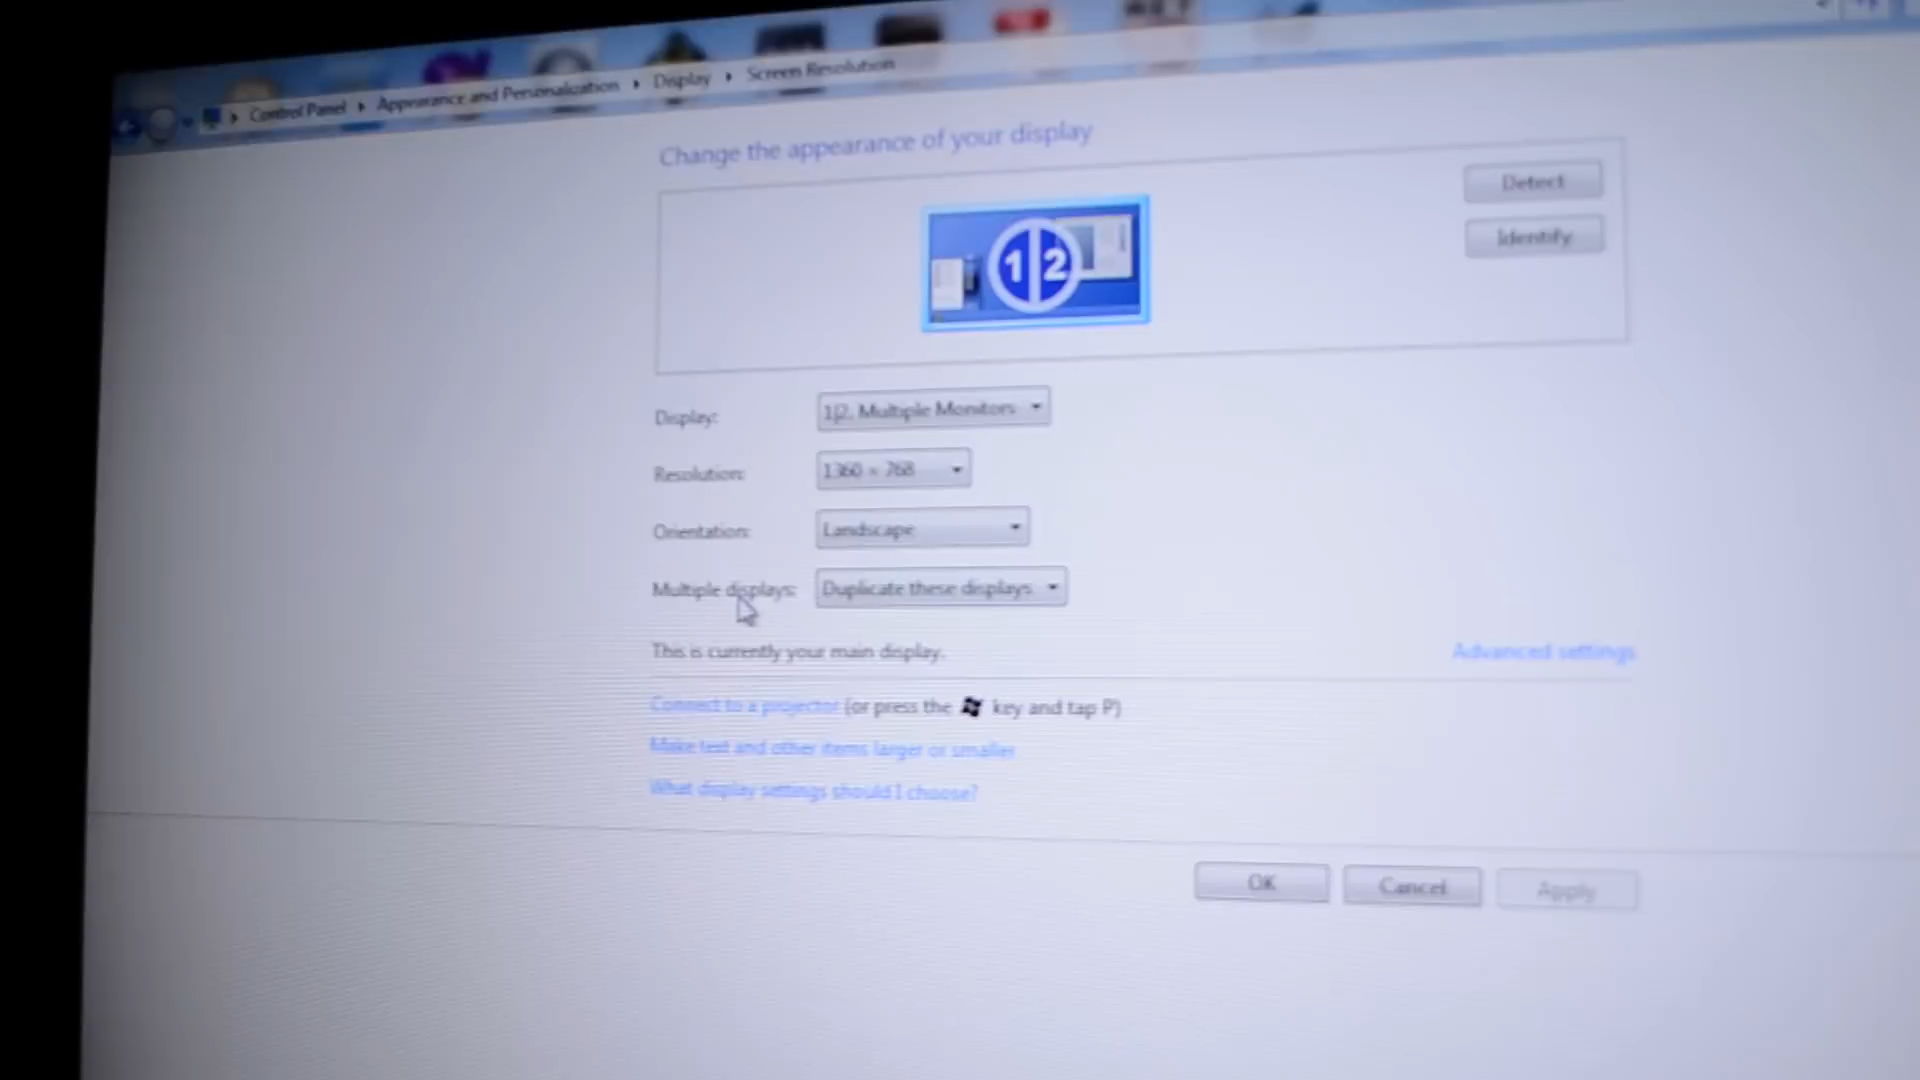 Control Panel Appearance and Personalization Display Screen Resolution
Change the appearance of your display
Detect
Identify
1 2
Display: 1|2. Multiple Monitors
Resolution: 1360 × 768
Orientation: Landscape
Multiple displays: Duplicate these displays
This is currently your main display.
Advanced settings
Connect to a projector (or press the key and tap P)
Make text and other items larger or smaller
What display settings should I choose?
OK Cancel Apply